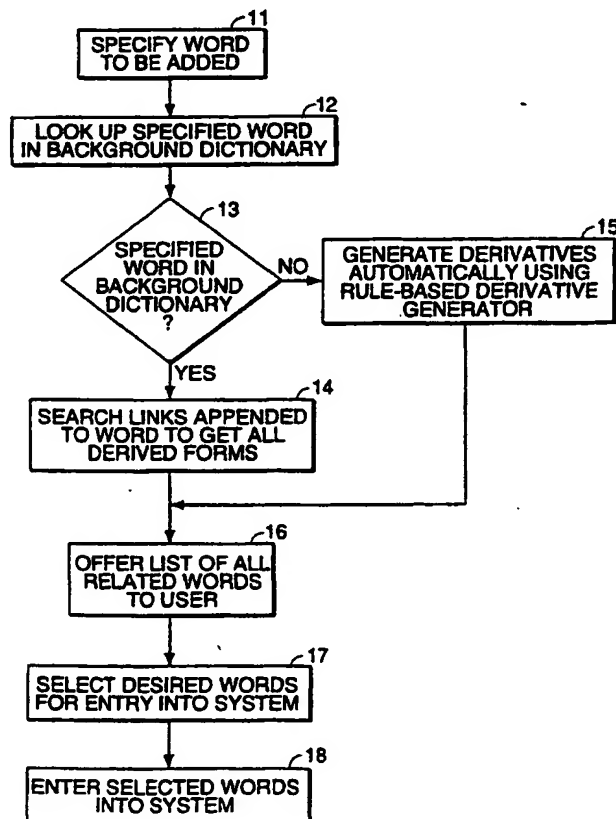 11
SPECIFY WORD
TO BE ADDED
12
LOOK UP SPECIFIED WORD
IN BACKGROUND DICTIONARY
13
SPECIFIED
WORD IN
BACKGROUND
DICTIONARY
?
NO
15
GENERATE DERIVATIVES
AUTOMATICALLY USING
RULE-BASED DERIVATIVE
GENERATOR
YES
14
SEARCH LINKS APPENDED
TO WORD TO GET ALL
DERIVED FORMS
16
OFFER LIST OF ALL
RELATED WORDS
TO USER
17
SELECT DESIRED WORDS
FOR ENTRY INTO SYSTEM
18
ENTER SELECTED WORDS
INTO SYSTEM